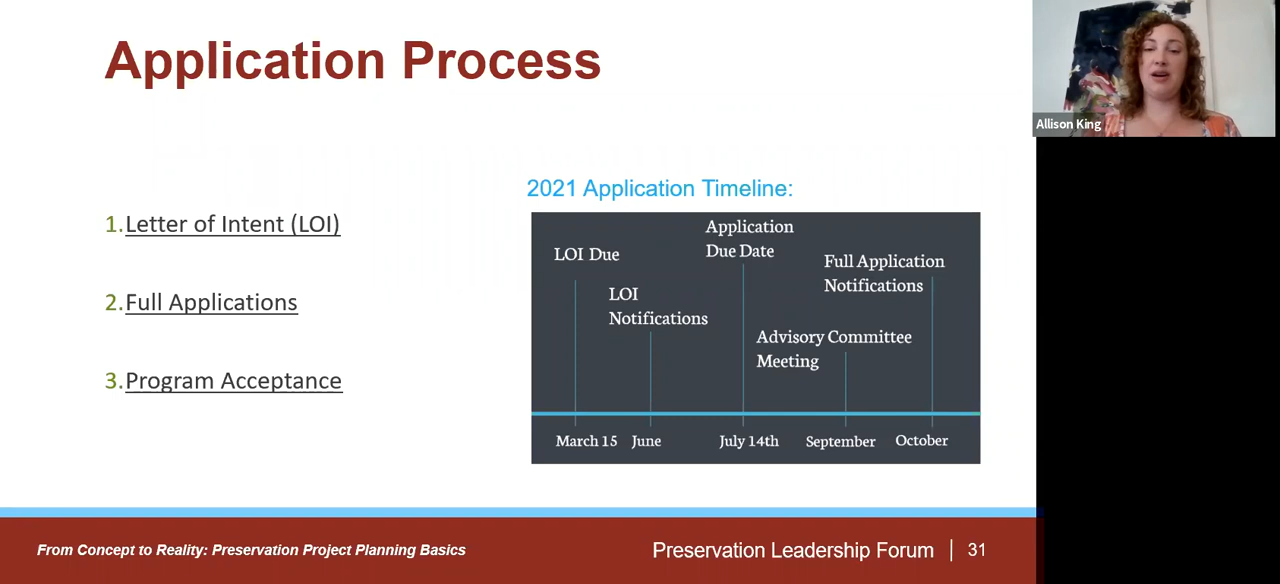 Application Process
Allison King
1. Letter of Intent (LOI)
2. Full Applications
3. Program Acceptance
2021 Application Timeline:
LOI Due
LOI
Notifications
Application
Due Date
Advisory Committee
Meeting
Full Application
Notifications
March 15 June July 14th September October
From Concept to Reality: Preservation Project Planning Basics
Preservation Leadership Forum | 31